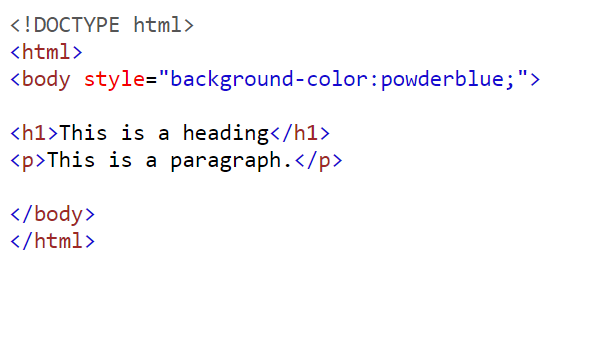 <!DOCTYPE html>
<html>
<body style="background-color:powderblue;">
<h1>This is a heading</h1>
<p>This is a paragraph.</p>
</body>
</html>